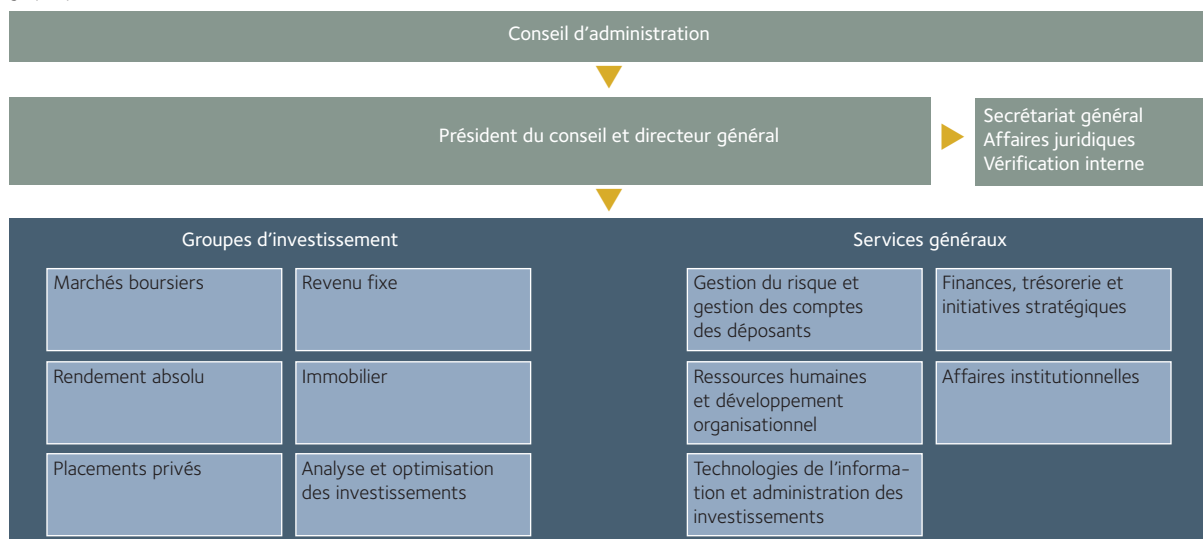 Conseil d'administration
Président du conseil et directeur général
Secrétariat général
Affaires juridiques
Vérification interne
Groupes d'investissement
Marchés boursiers
Revenu fixe
Rendement absolu
Immobilier
Placements privés
Analyse et optimisation
des investissements
Services généraux
Gestion du risque et
gestion des comptes
des déposants
Finances, trésorerie et
initiatives stratégiques
Ressources humaines
et développement
organisationnel
Affaires institutionnelles
Technologies de l'informa-
tion et administration des
investissements